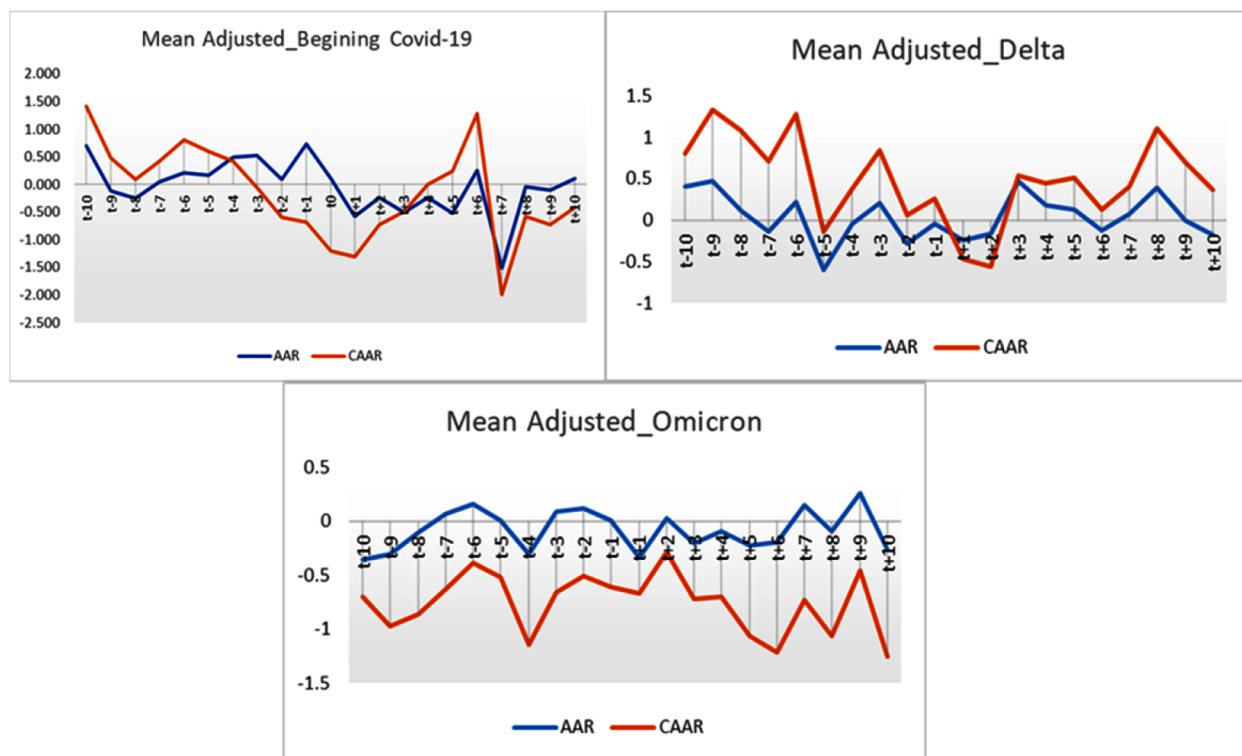 Mean Adjusted_Begining Covid-19
2.000
1.500
1.000
0.500
0.000
-0.500
-1.000
-1.500
-2.000
-2.500
t-10 t-9 t-8 t-7 t-6 t-5 t-4 t-3 t-2 t-1 t0 t+1 t+2 t+3 t+4 t+5 t+6 t+7 t+8 t+9 t+10
AAR CAAR
Mean Adjusted_Delta
1.5
1
0.5
0
-0.5
-1
t-10 t-9 t-8 t-7 t-6 t-5 t-4 t-3 t-2 t-1 t+1 t+2 t+3 t+4 t+5 t+6 t+7 t+8 t+9 t+10
AAR CAAR
Mean Adjusted_Omicron
0.5
0
-0.5
-1
-1.5
t+10 t-9 t-8 t-7 t-6 t-5 t-4 t-3 t-2 t-1 t+1 t+2 t+3 t+4 t+5 t+6 t+7 t+8 t+9 t+10
AAR CAAR